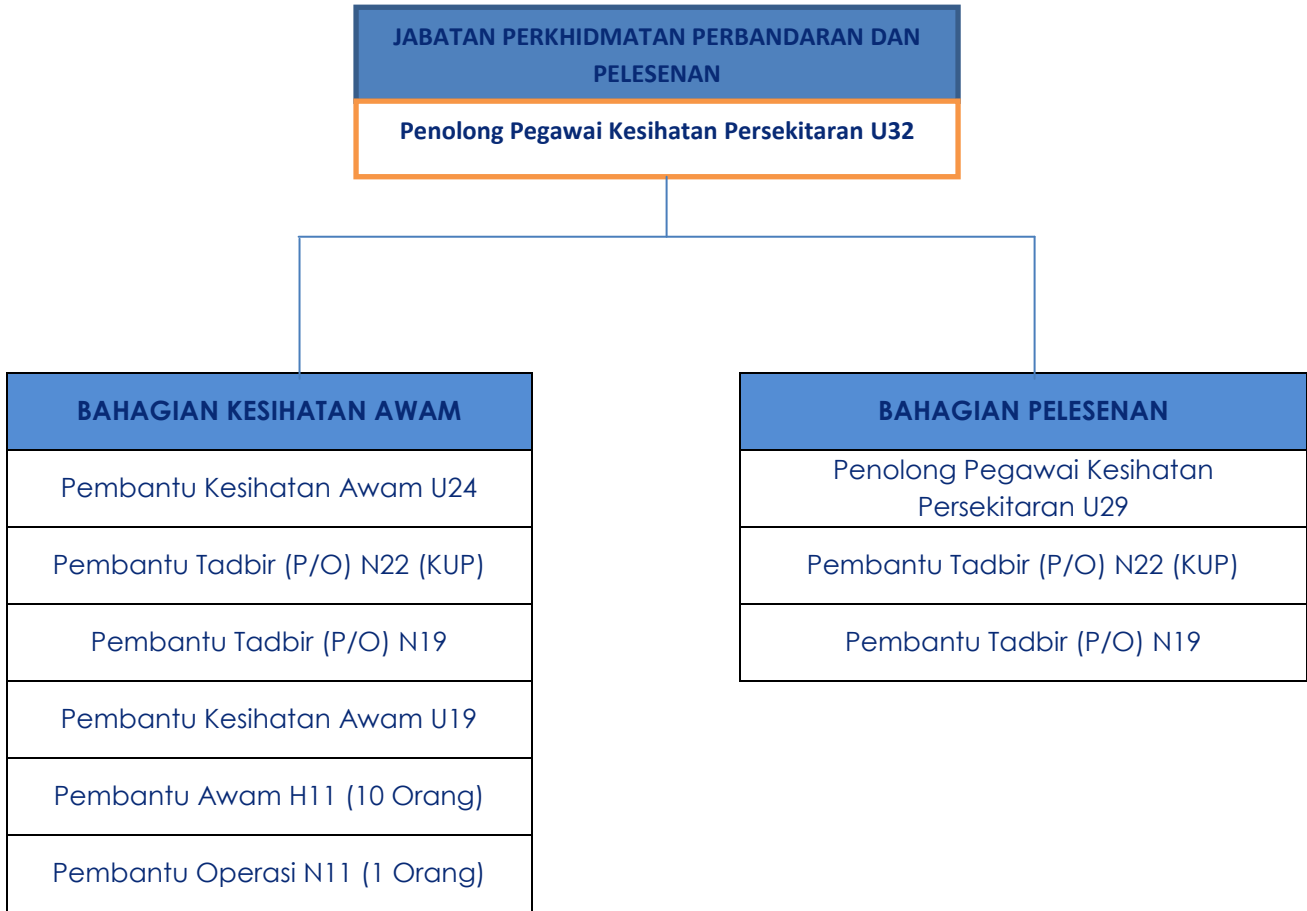 JABATAN PERKHIDMATAN PERBANDARAN DAN
PELESENAN
Penolong Pegawai Kesihatan Persekitaran U32
BAHAGIAN KESIHATAN AWAM
Pembantu Kesihatan Awam U24
Pembantu Tadbir (P/O) N22 (KUP)
Pembantu Tadbir (P/O) N19
Pembantu Kesihatan Awam U19
Pembantu Awam H11 (10 Orang)
Pembantu Operasi N11 (1 Orang)
BAHAGIAN PELESENAN
Penolong Pegawai Kesihatan
Persekitaran U29
Pembantu Tadbir (P/O) N22 (KUP)
Pembantu Tadbir (P/O) N19